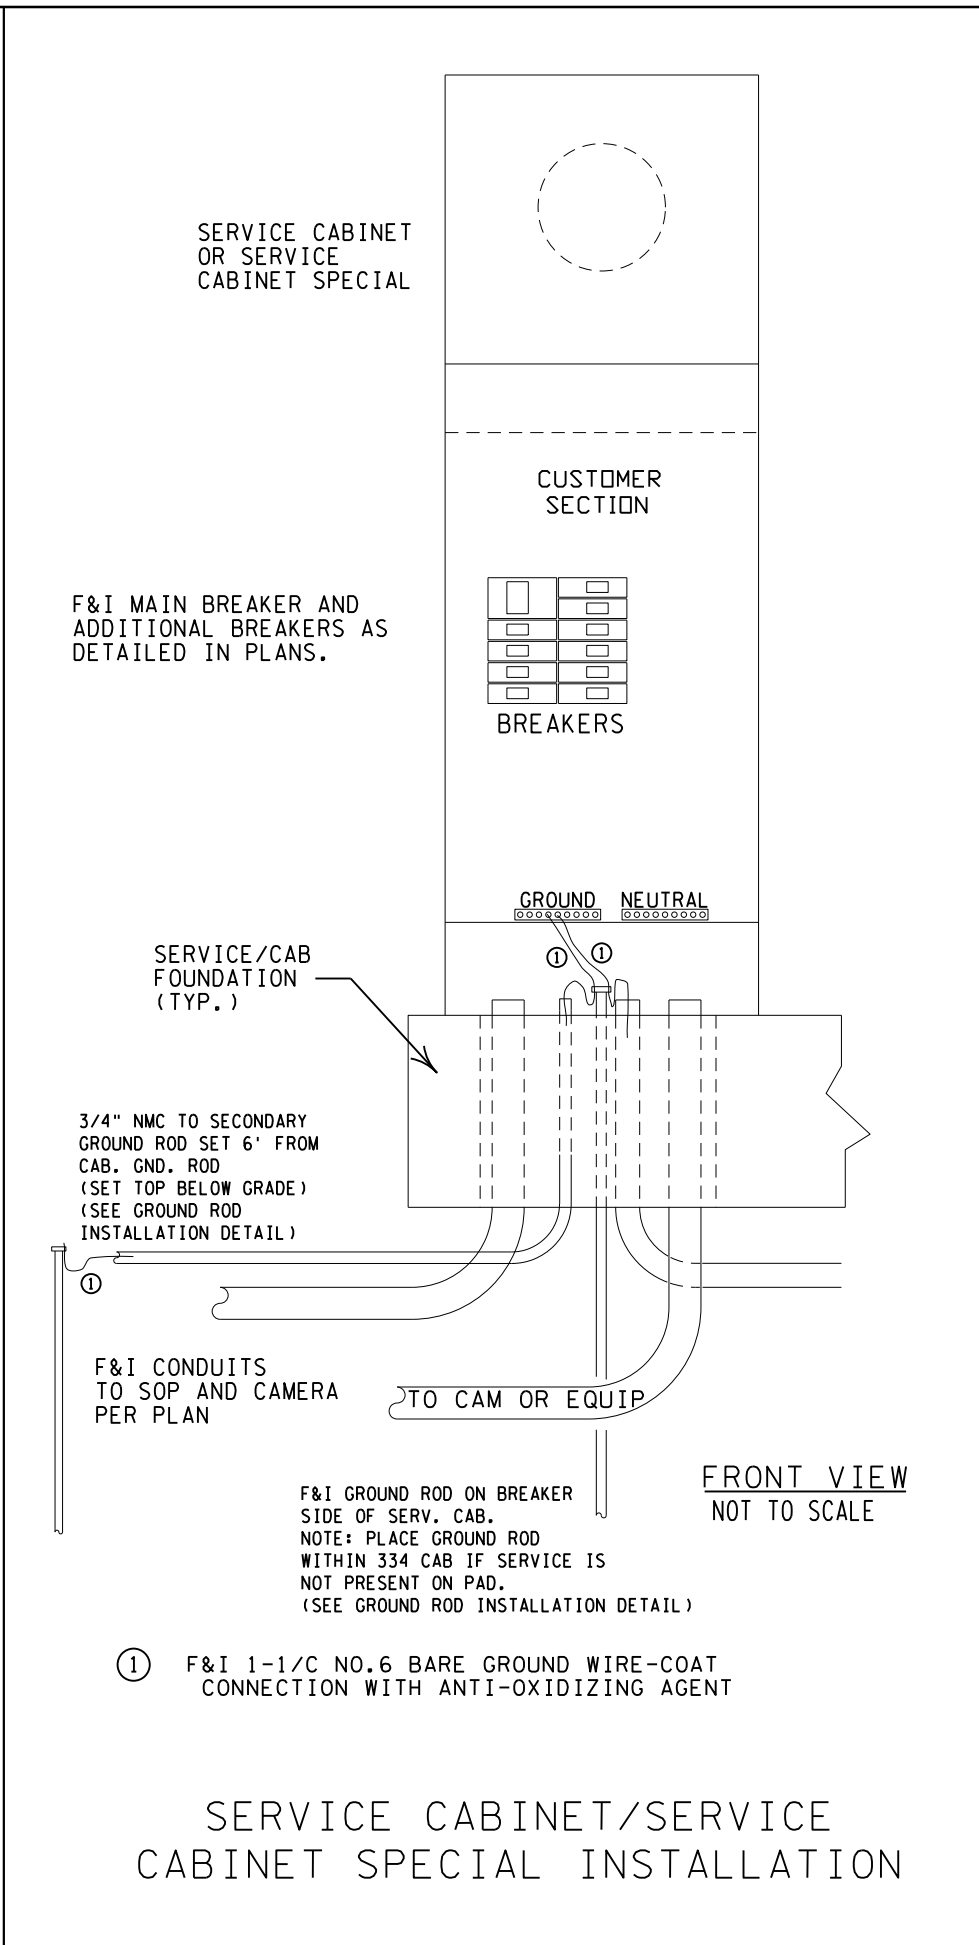 SERVICE CABINET
OR SERVICE
CABINET SPECIAL
CUSTOMER
SECTION
F&I MAIN BREAKER AND
ADDITIONAL BREAKERS AS
DETAILED IN PLANS.
BREAKERS
GROUND NEUTRAL
1 1
SERVICE/CAB
FOUNDATION
(TYP.)
3/4" NMC TO SECONDARY
GROUND ROD SET 6' FROM
CAB. GND. ROD
(SET TOP BELOW GRADE)
(SEE GROUND ROD
INSTALLATION DETAIL)
1
F&I CONDUITS
TO SOP AND CAMERA
PER PLAN
TO CAM OR EQUIP
FRONT VIEW
NOT TO SCALE
F&I GROUND ROD ON BREAKER
SIDE OF SERV. CAB.
NOTE: PLACE GROUND ROD
WITHIN 334 CAB IF SERVICE IS
NOT PRESENT ON PAD.
(SEE GROUND ROD INSTALLATION DETAIL)
1 F&I 1-1/C NO.6 BARE GROUND WIRE-COAT
CONNECTION WITH ANTI-OXIDIZING AGENT
SERVICE CABINET/SERVICE
CABINET SPECIAL INSTALLATION